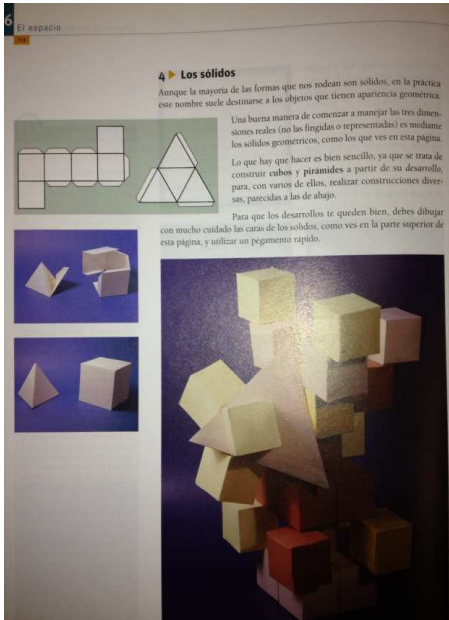 6
El espacio
4 ▶ Los sólidos
Aunque la mayoría de las formas que nos rodean son sólidos, en la práctica
este nombre suele destinarse a los objetos que tienen apariencia geométrica.
Una buena manera de comenzar a manejar las tres dimen-
siones reales (no las fingidas o representadas) es mediante
los sólidos geométricos, como los que ves en esta página.
Lo que hay que hacer es bien sencillo, ya que se trata de
construir cubos y pirámides a partir de su desarrollo,
para, con varios de ellos, realizar construcciones diver-
sas, parecidas a las de abajo.
Para que los desarrollos te queden bien, debes dibujar
con mucho cuidado las caras de los sólidos, como ves en la parte superior de
esta página, y utilizar un pegamento rápido.